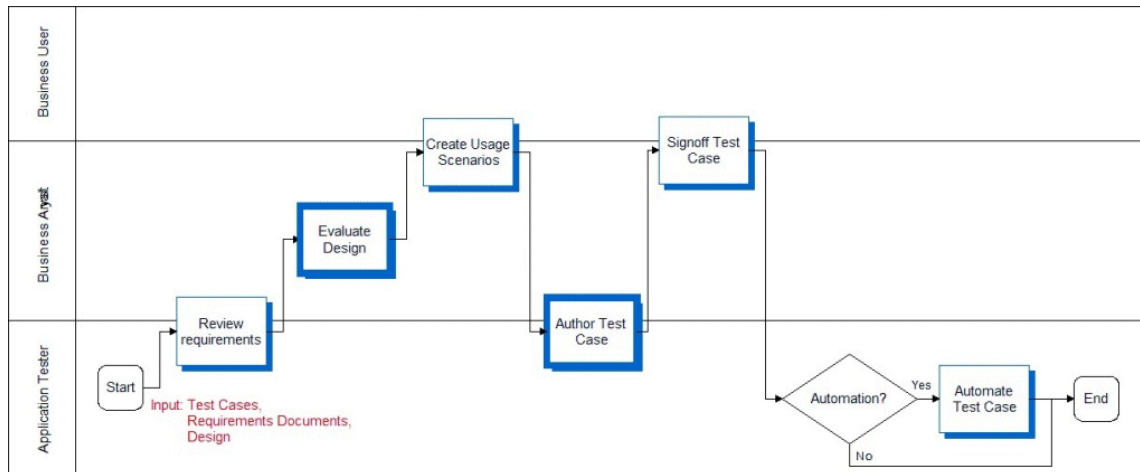 Business User
Business
Application Tester
Start
Input: Test Cases,
Requirements Documents,
Design
Review
requirements
Evaluate
Design
Create Usage
Scenarios
Author Test
Case
Signoff Test
Case
Automation?
Yes
No
Automate
Test Case
End